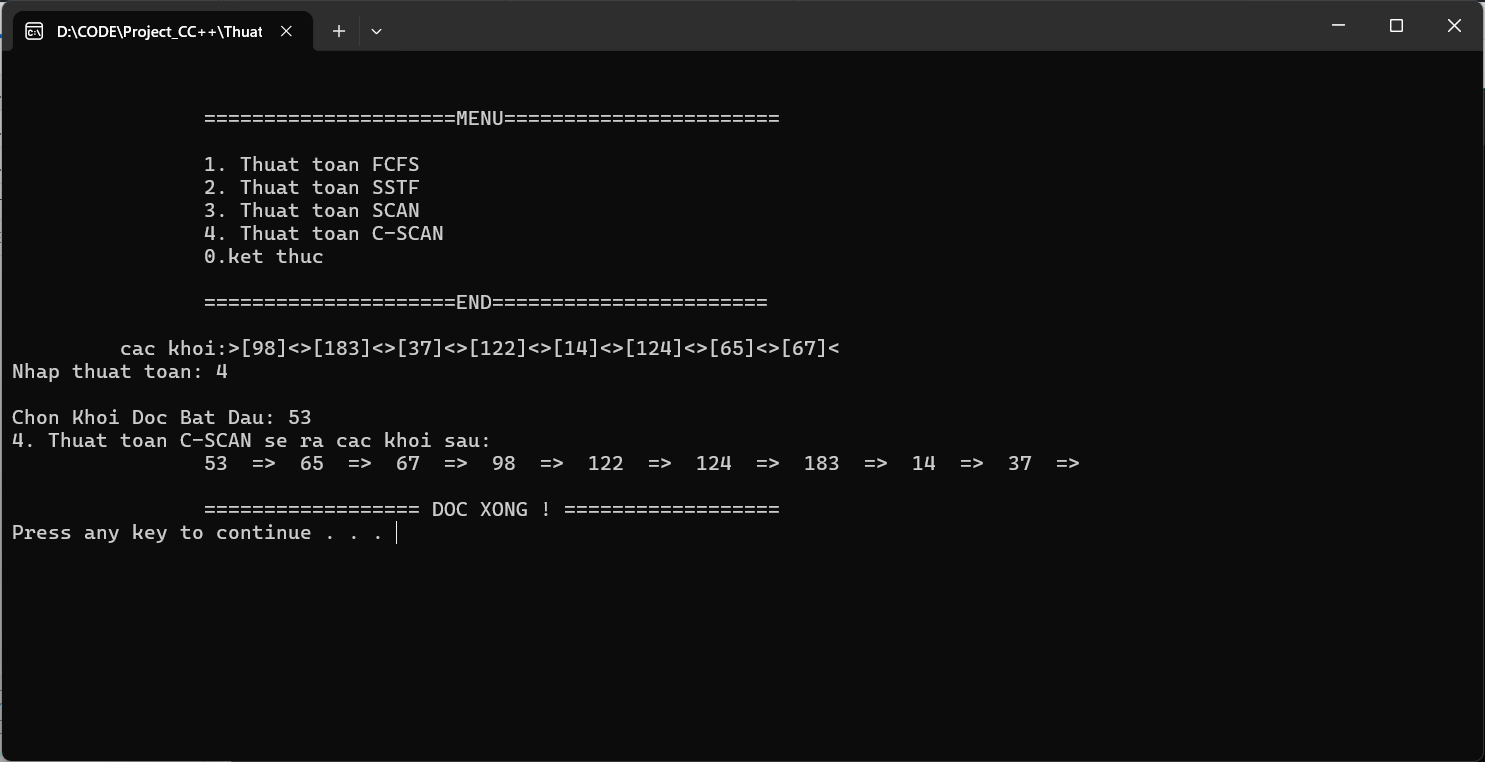 D:\CODE\Project_CC++\Thuat
=====================MENU=======================
1. Thuat toan FCFS
2. Thuat toan SSTF
3. Thuat toan SCAN
4. Thuat toan C-SCAN
0.ket thuc
=====================END=======================
cac khoi:>[98]<>[183]<>[37]<>[122]<>[14]<>[124]<>[65]<>[67]<
Nhap thuat toan: 4
Chon Khoi Doc Bat Dau: 53
4. Thuat toan C-SCAN se ra cac khoi sau:
53 => 65 => 67 => 98 => 122 => 124 => 183 => 14 => 37 =>
================== DOC XONG ! ==================
Press any key to continue . . .